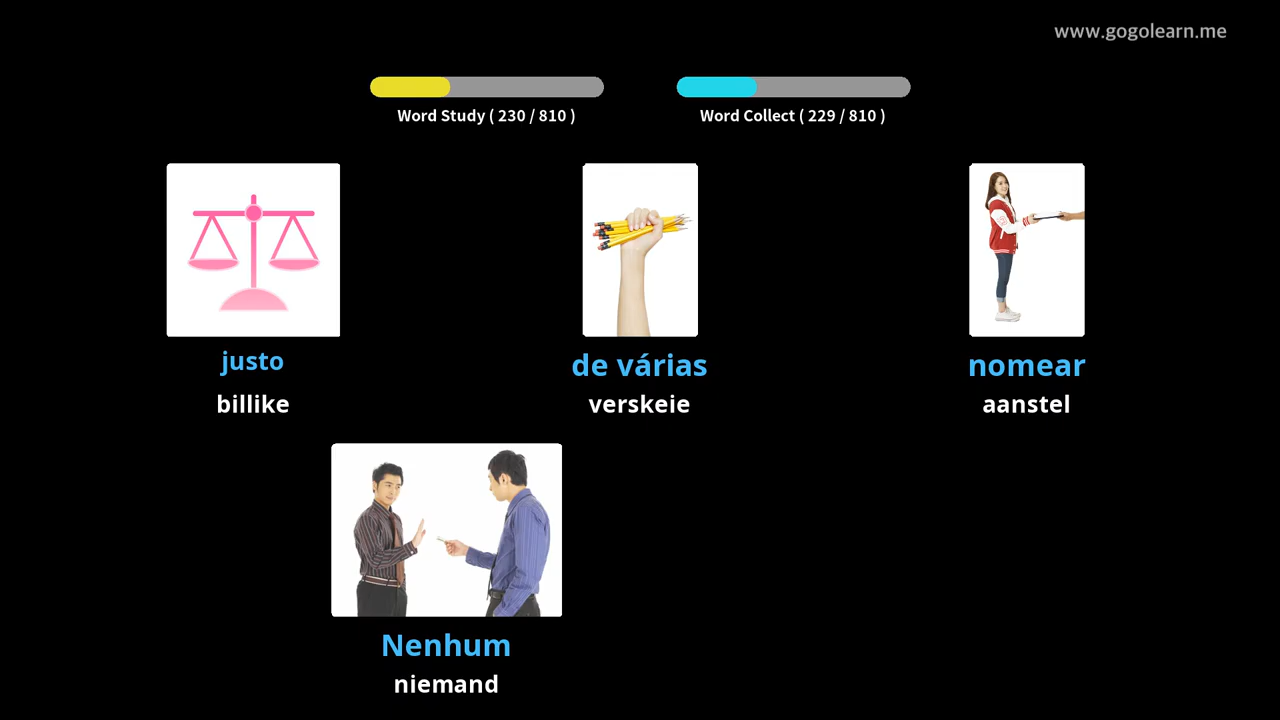 www.gogolearn.me
Word Study ( 230 / 810 )
Word Collect ( 229 / 810 )
justo
billike
de várias
verskeie
nomear
aanstel
Nenhum
niemand